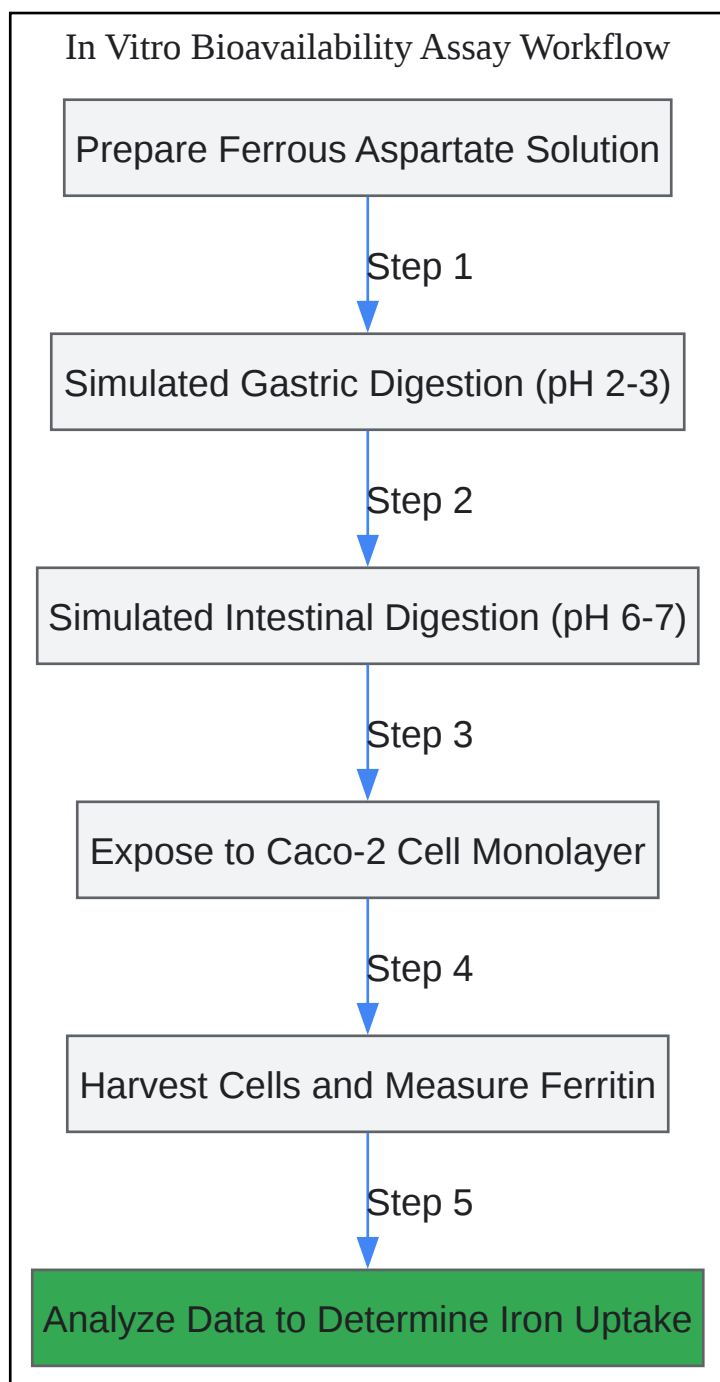 In Vitro Bioavailability Assay Workflow
Prepare Ferrous Aspartate Solution
Step 1
Simulated Gastric Digestion (pH 2-3)
Step 2
Simulated Intestinal Digestion (pH 6-7)
Step 3
Expose to Caco-2 Cell Monolayer
Step 4
Harvest Cells and Measure Ferritin
Step 5
Analyze Data to Determine Iron Uptake